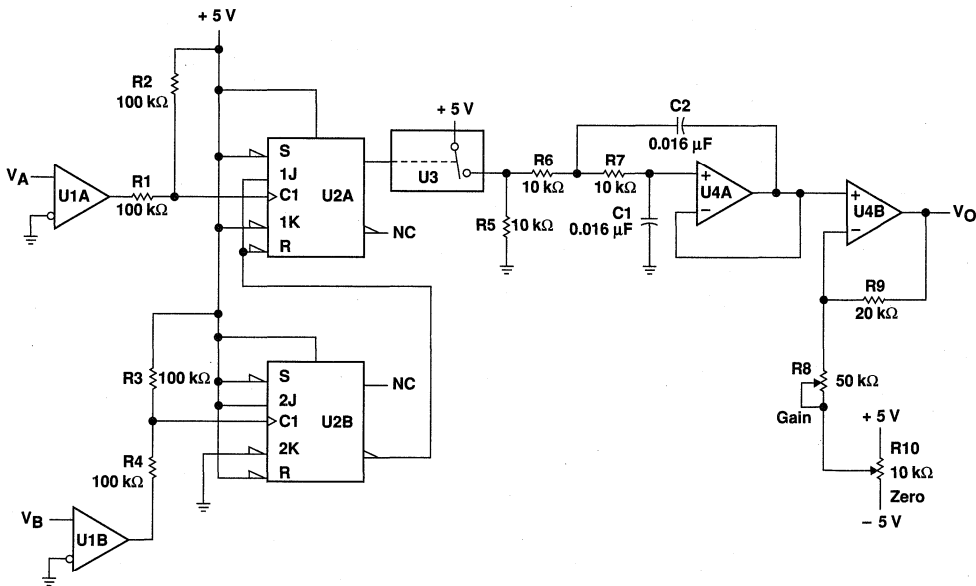 + 5 V
R2
100 kΩ
VA
U1A
R1
100 kΩ
S
1J
C1
1K
R
U2A
NC
+ 5 V
U3
R5
10 kΩ
R6
10 kΩ
C2
0.016 µF
R7
10 kΩ
C1
0.016 µF
+
−
U4A
+
−
U4B
VO
R9
20 kΩ
R8
50 kΩ
Gain
+ 5 V
R10
10 kΩ
Zero
− 5 V
R3
100 kΩ
S
2J
C1
2K
R
U2B
NC
R4
100 kΩ
VB
U1B